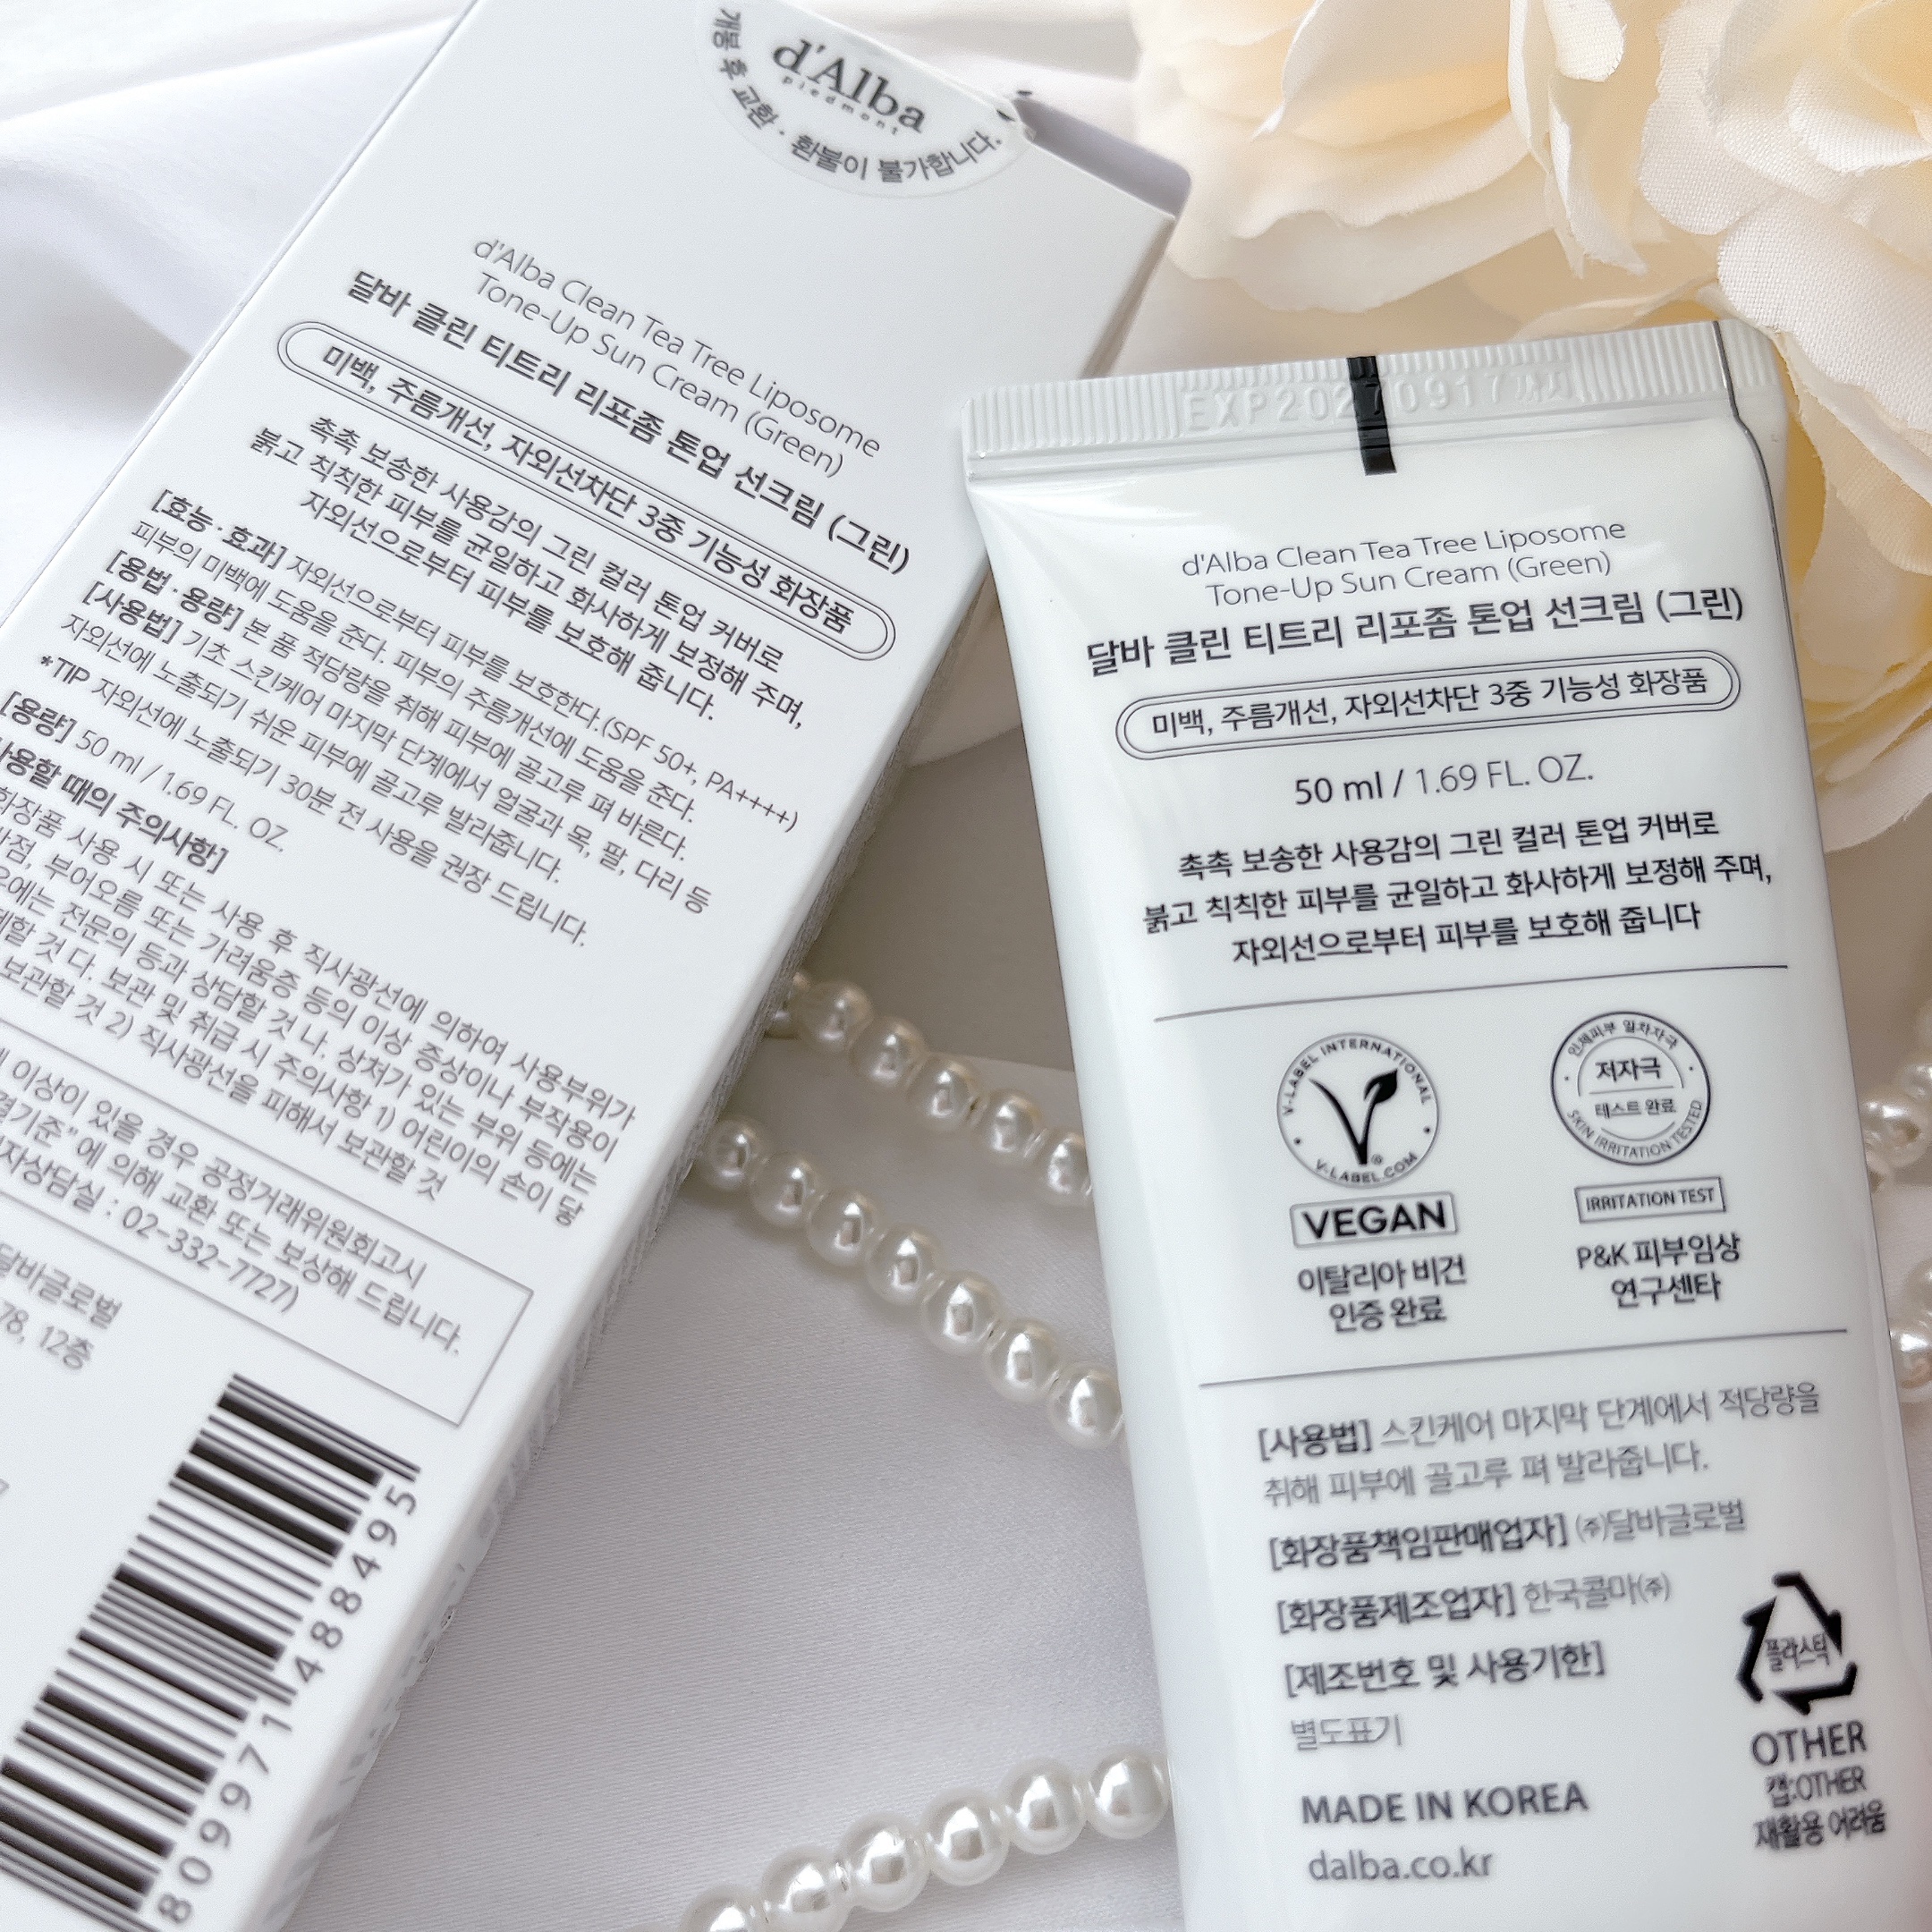 d'Alba
Piedmont
개봉 후 교환 · 환불이 불가합니다.
d'Alba Clean Tea Tree Liposome
Tone-Up Sun Cream (Green)
달바 클린 티트리 리포좀 톤업 선크림 (그린)
미백, 주름개선, 자외선차단 3중 기능성 화장품
촉촉 보송한 사용감의 그린 컬러 톤업 커버로
붉고 칙칙한 피부를 균일하고 화사하게 보정해 주며,
자외선으로부터 피부를 보호해 줍니다.
[효능 · 효과] 자외선으로부터 피부를 보호한다.(SPF 50+, PA++++)
피부의 미백에 도움을 준다. 피부의 주름개선에 도움을 준다.
[용법 · 용량] 본 품 적당량을 취해 피부에 골고루 펴 바른다.
[사용법] 기초 스킨케어 마지막 단계에서 얼굴과 목, 팔, 다리 등
자외선에 노출되기 쉬운 피부에 골고루 발라줍니다.
*TIP 자외선에 노출되기 30분 전 사용을 권장 드립니다.
[용량] 50 ml / 1.69 FL. OZ.
사용할 때의 주의사항]
화장품 사용 시 또는 사용 후 직사광선에 의하여 사용부위가
부어오름 또는 가려움증 등의 이상 증상이나 부작용이
전문의 등과 상담할 것 나. 상처가 있는 부위 등에는
것 다. 보관 및 취급 시 주의사항 1) 어린이의 손이 닿
보관할 것 2) 직사광선을 피해서 보관할 것
이상이 있을 경우 공정거래위원회고시
에 의해 교환 또는 보상해 드립니다.
자상담실 : 02-332-7727)
달바글로벌
78, 12층
8099714884 95
EXP20270917까지
d'Alba Clean Tea Tree Liposome
Tone-Up Sun Cream (Green)
달바 클린 티트리 리포좀 톤업 선크림 (그린)
미백, 주름개선, 자외선차단 3중 기능성 화장품
50 ml / 1.69 FL. OZ.
촉촉 보송한 사용감의 그린 컬러 톤업 커버로
붉고 칙칙한 피부를 균일하고 화사하게 보정해 주며,
자외선으로부터 피부를 보호해 줍니다
V-LABEL INTERNATIONAL
V-LABEL.COM
VEGAN
이탈리아 비건
인증 완료
인체피부 일차자극
저자극
테스트 완료
SKIN IRRITATION TESTED
IRRITATION TEST
P&K 피부임상
연구센타
[사용법] 스킨케어 마지막 단계에서 적당량을
취해 피부에 골고루 펴 발라줍니다.
[화장품책임판매업자] ㈜달바글로벌
[화장품제조업자] 한국콜마㈜
[제조번호 및 사용기한]
별도표기
MADE IN KOREA
dalba.co.kr
플라스틱
OTHER
캡:OTHER
재활용 어려움